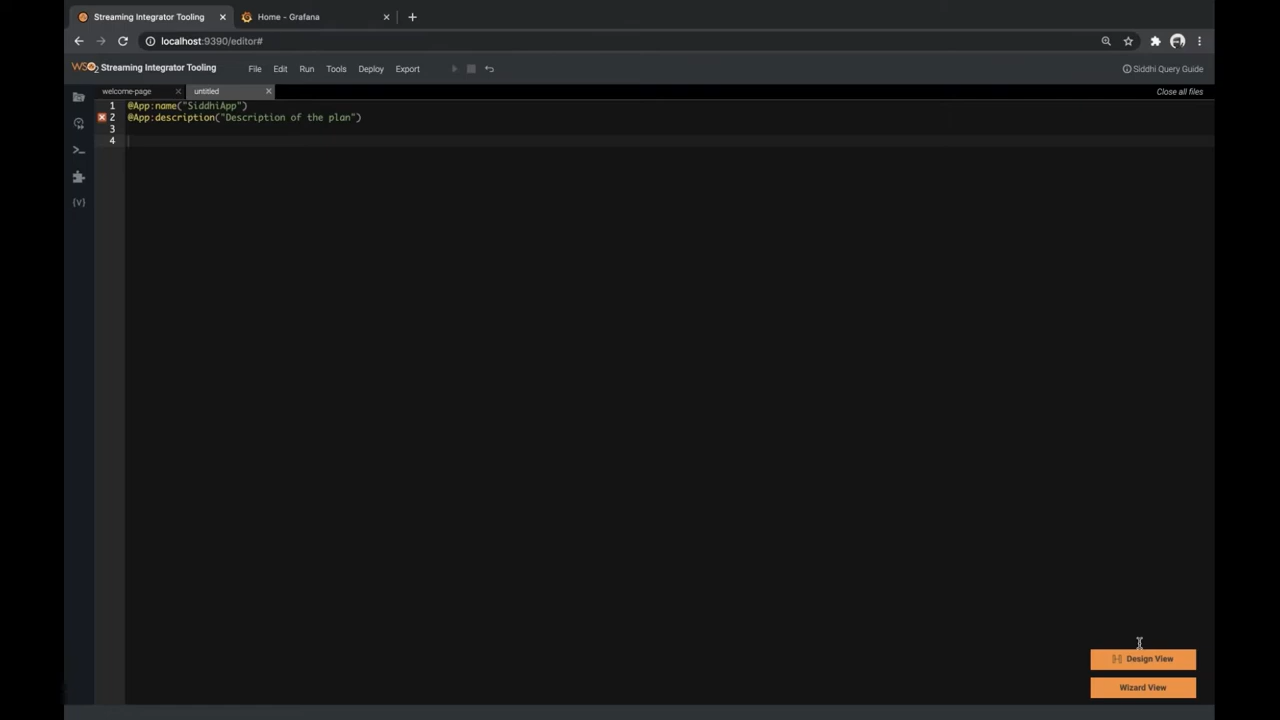 Streaming Integrator Tooling
Home - Grafana
localhost:9390/editor#
WSO2 Streaming Integrator Tooling
File Edit Run Tools Deploy Export
Siddhi Query Guide
welcome-page
untitled
Close all files
1 @App:name("SiddhiApp")
2 @App:description("Description of the plan")
3
4
>_
{V}
Design View
Wizard View